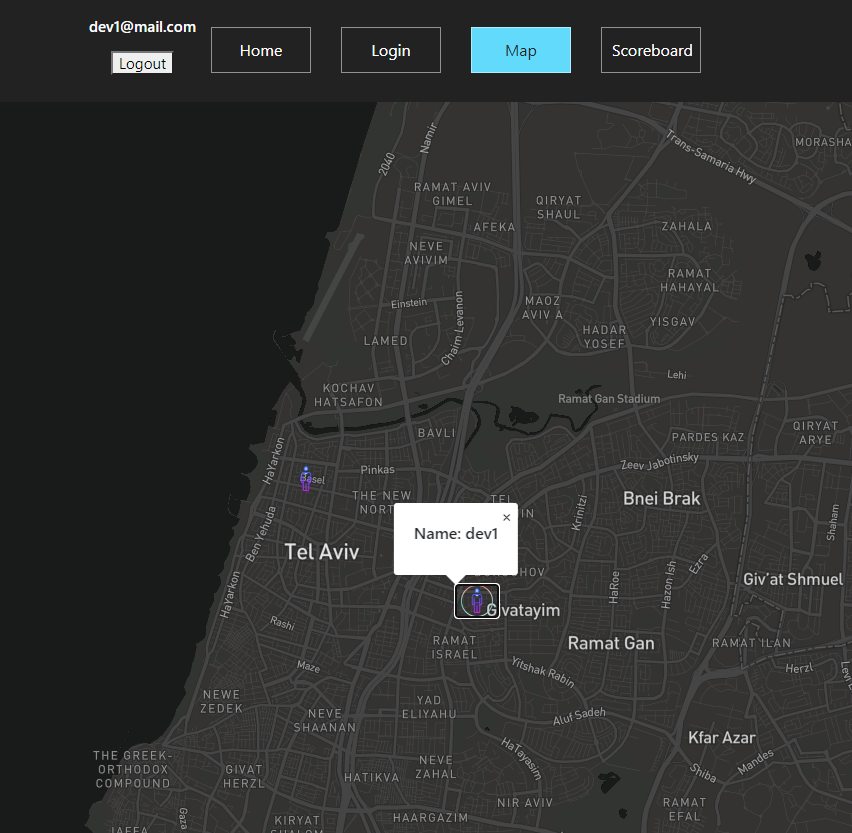 dev1@mail.com
Logout
Home
Login
Map
Scoreboard
Namir
2040
Trans-Samaria Hwy
MORASHA
RAMAT AVIV
GIMEL
QIRYAT
SHAUL
AFEKA
ZAHALA
NEVE
AVIVIM
RAMAT
HAHAYAL
Einstein
Chaim Levanon
MAOZ
AVIV A
YISGAV
HADAR
YOSEF
LAMED
Lehi
KOCHAV
HATSAFON
Ramat Gan Stadium
BAVLI
QIRYAT
ARYE
PARDES KAZ
HaYarkon
Pinkas
Zeev Jabotinsky
Basel
THE NEW
NORT
TEL
IN
Krinitzi
Bnei Brak
Shaham
Name: dev1
×
Ben Yehuda
Tel Aviv
HOV
Ezra
HaYarkon
HaRoe
Hazon Ish
Giv'at Shmuel
Givatayim
Rashi
RAMAT
ISRAEL
Ramat Gan
RAMAT ILAN
Maze
Yitshak Rabin
Herzl
NEWE
ZEDEK
NEVE
SHAANAN
YAD
ELIYAHU
Aluf Sadeh
Kfar Azar
THE GREEK-
ORTHODOX
COMPOUND
GIVAT
HERZL
HATIKVA
NEVE
ZAHAL
HaTayasim
Shiba
Mandes
NIR AVIV
RAMAT
EFAL
Gaza
KIRYAT
SHALOM
HAARGAZIM
JAFFA